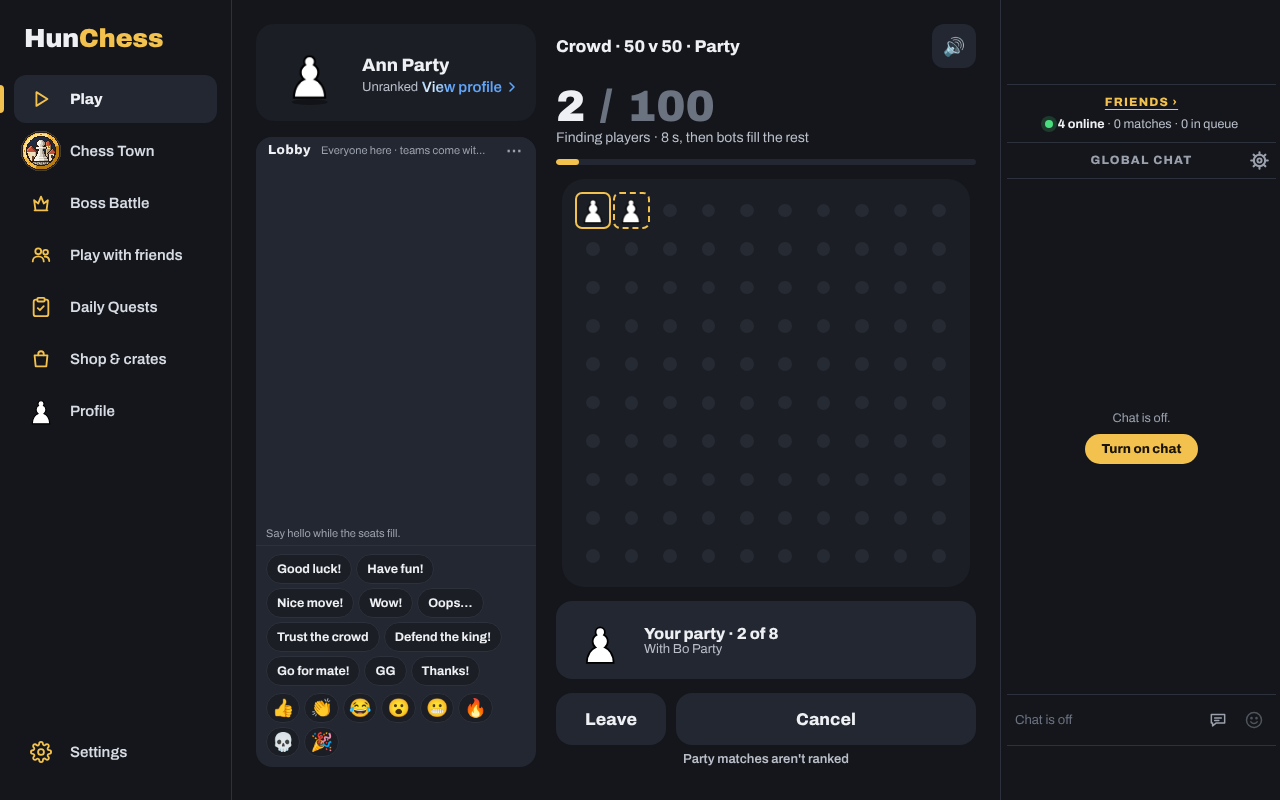 HunChess
Play
Chess Town
Boss Battle
Play with friends
Daily Quests
Shop & crates
Profile
Settings
Ann Party
Unranked View profile ›
Lobby Everyone here · teams come wit...
Say hello while the seats fill.
Good luck! Have fun!
Nice move! Wow! Oops...
Trust the crowd Defend the king!
Go for mate! GG Thanks!
Crowd · 50 v 50 · Party
2 / 100
Finding players · 8 s, then bots fill the rest
Your party · 2 of 8
With Bo Party
Leave Cancel
Party matches aren't ranked
FRIENDS ›
4 online · 0 matches · 0 in queue
GLOBAL CHAT
Chat is off.
Turn on chat
Chat is off